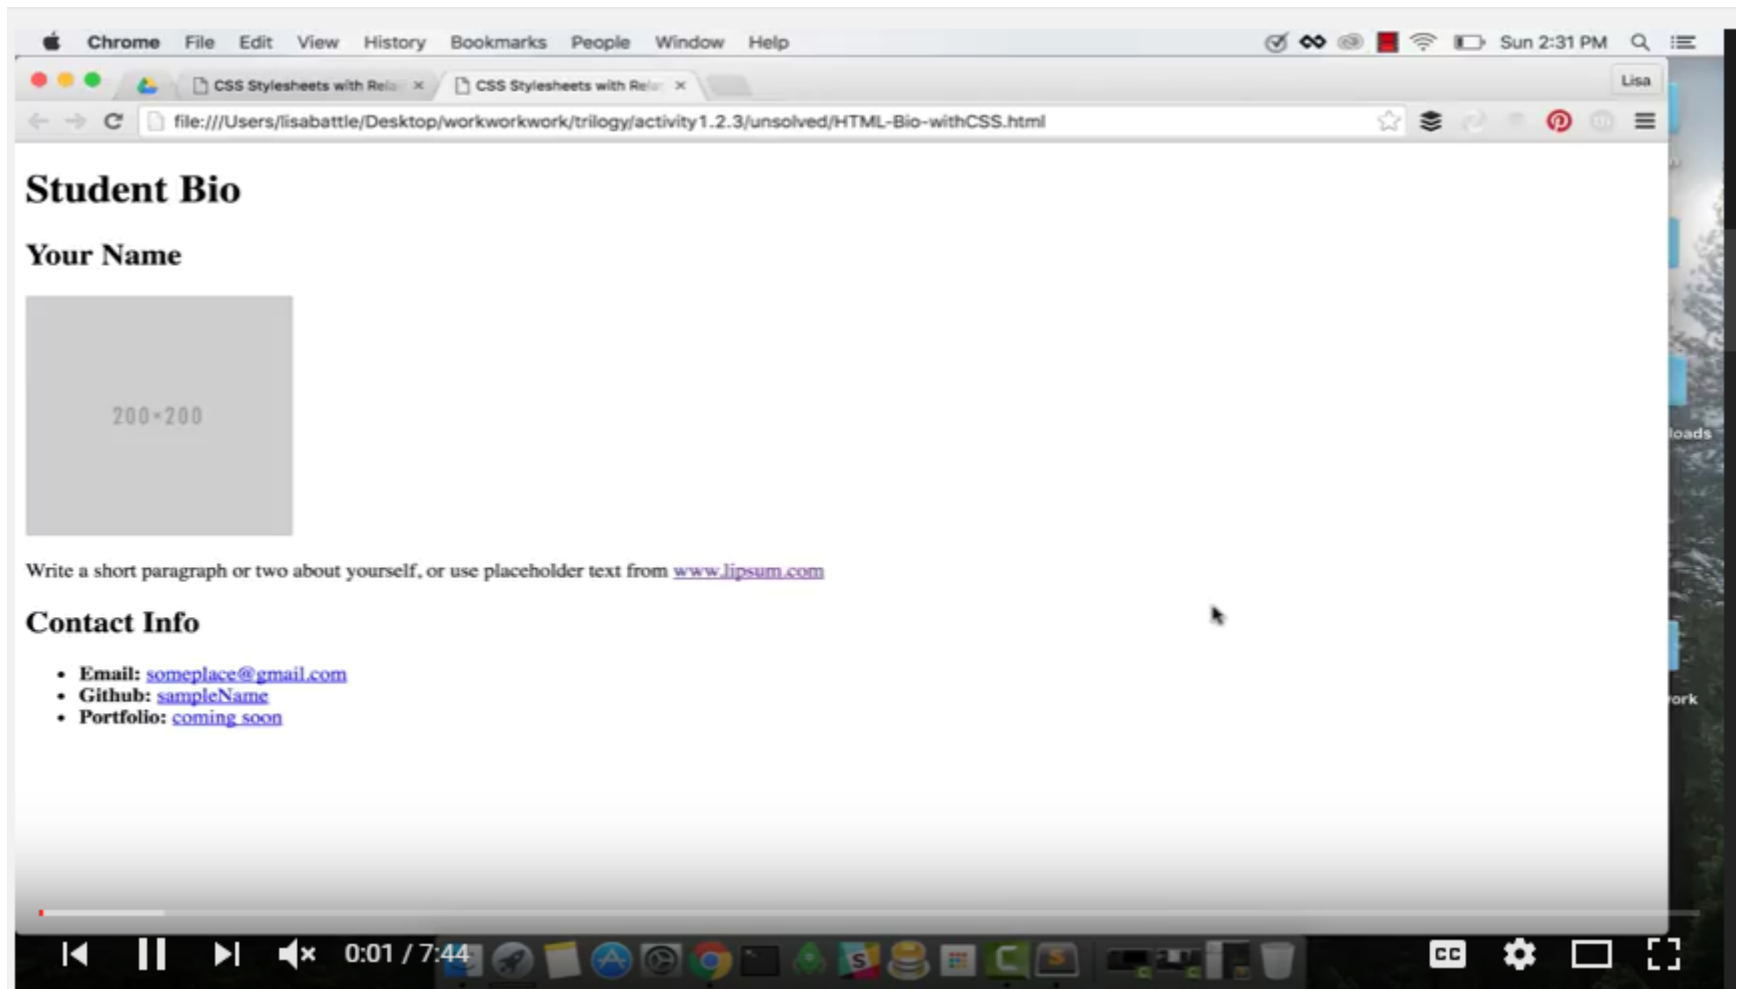 Chrome File Edit View History Bookmarks People Window Help Sun 2:31 PM
CSS Stylesheets with Rela CSS Stylesheets with Rela Lisa
file:///Users/lisabattle/Desktop/workworkwork/trilogy/activity1.2.3/unsolved/HTML-Bio-withCSS.html
Student Bio
Your Name
200×200
loads
Write a short paragraph or two about yourself, or use placeholder text from www.lipsum.com
Contact Info
• Email: someplace@gmail.com
• Github: sampleName
• Portfolio: coming soon
ork
0:01 / 7:44 CC